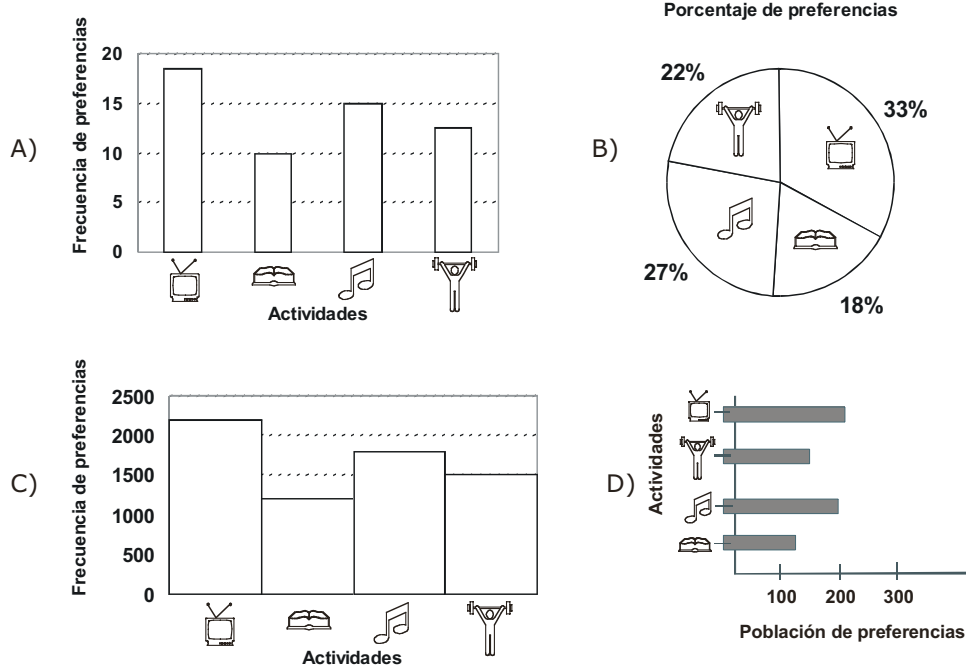 A)
Frecuencia de preferencias
20
15
10
5
0
Actividades
B)
Porcentaje de preferencias
22%
33%
27%
18%
C)
Frecuencia de preferencias
2500
2000
1500
1000
500
0
Actividades
D)
Actividades
100 200 300
Población de preferencias